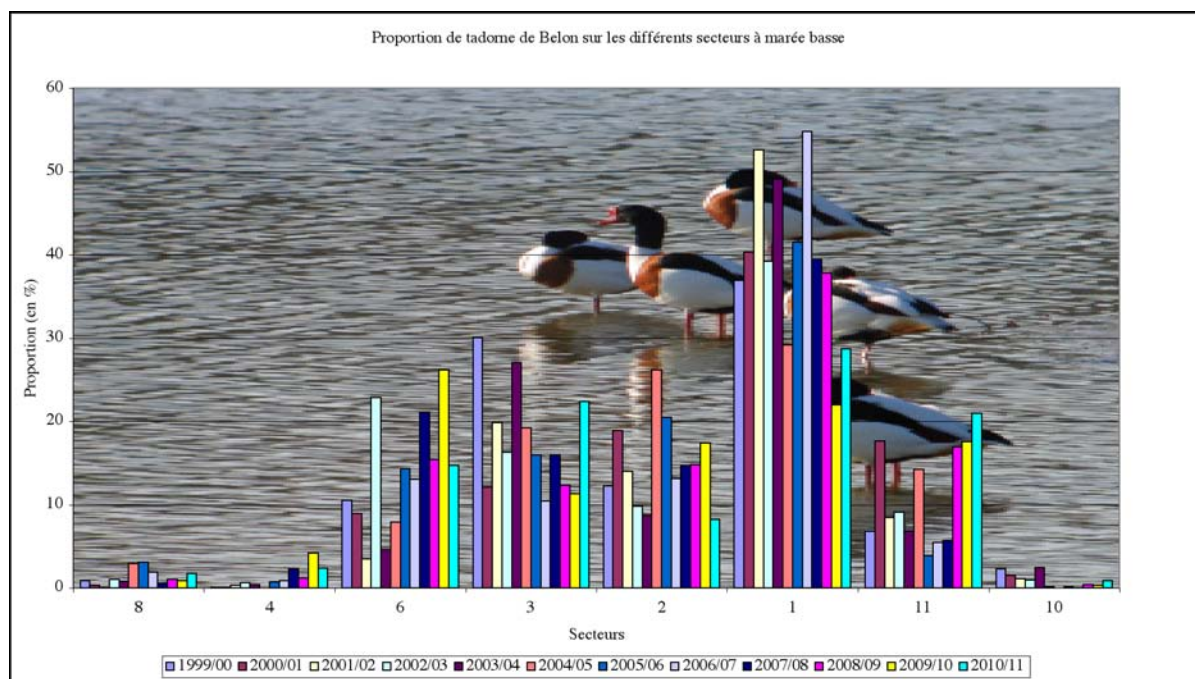 Proportion de tadorne de Belon sur les différents secteurs à marée basse
Proportion (en %)
60
50
40
30
20
10
0
8 4 6 3 2 1 11 10
Secteurs
1999/00 2000/01 2001/02 2002/03 2003/04 2004/05 2005/06 2006/07 2007/08 2008/09 2009/10 2010/11